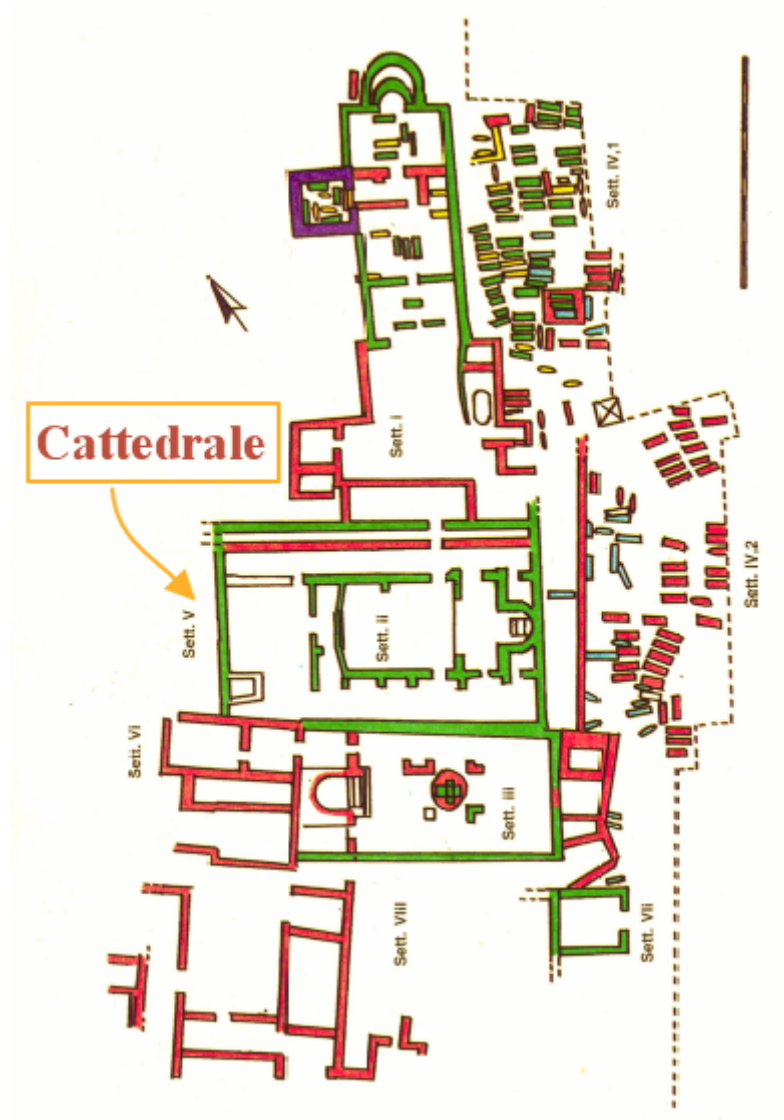 Sett. IV,1
Cattedrale
Sett. i
Sett. IV,2
Sett. V
Sett. ii
Sett. Vi
Sett. iii
Sett. VIII
Sett. VIi